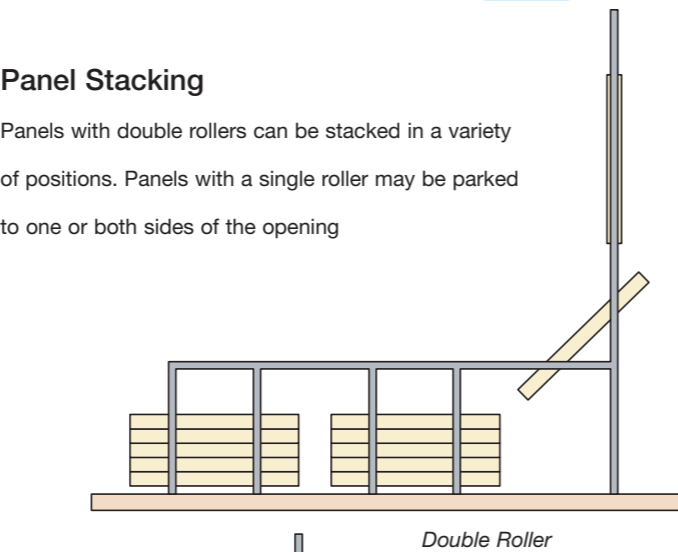 Panel Stacking
Panels with double rollers can be stacked in a variety
of positions. Panels with a single roller may be parked
to one or both sides of the opening
Double Roller